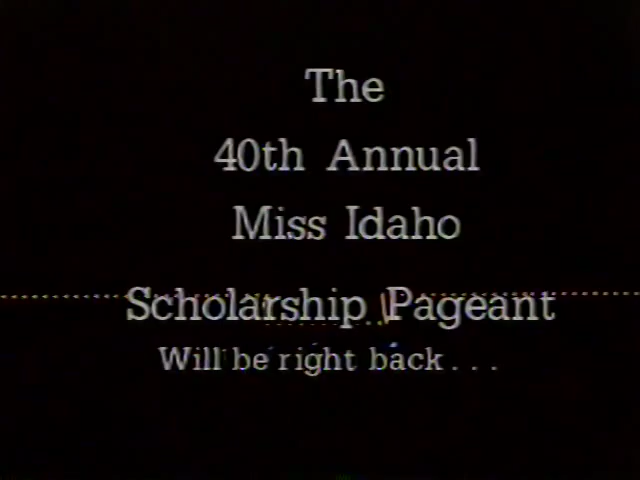 The
40th Annual
Miss Idaho
Scholarship Pageant
Will be right back...